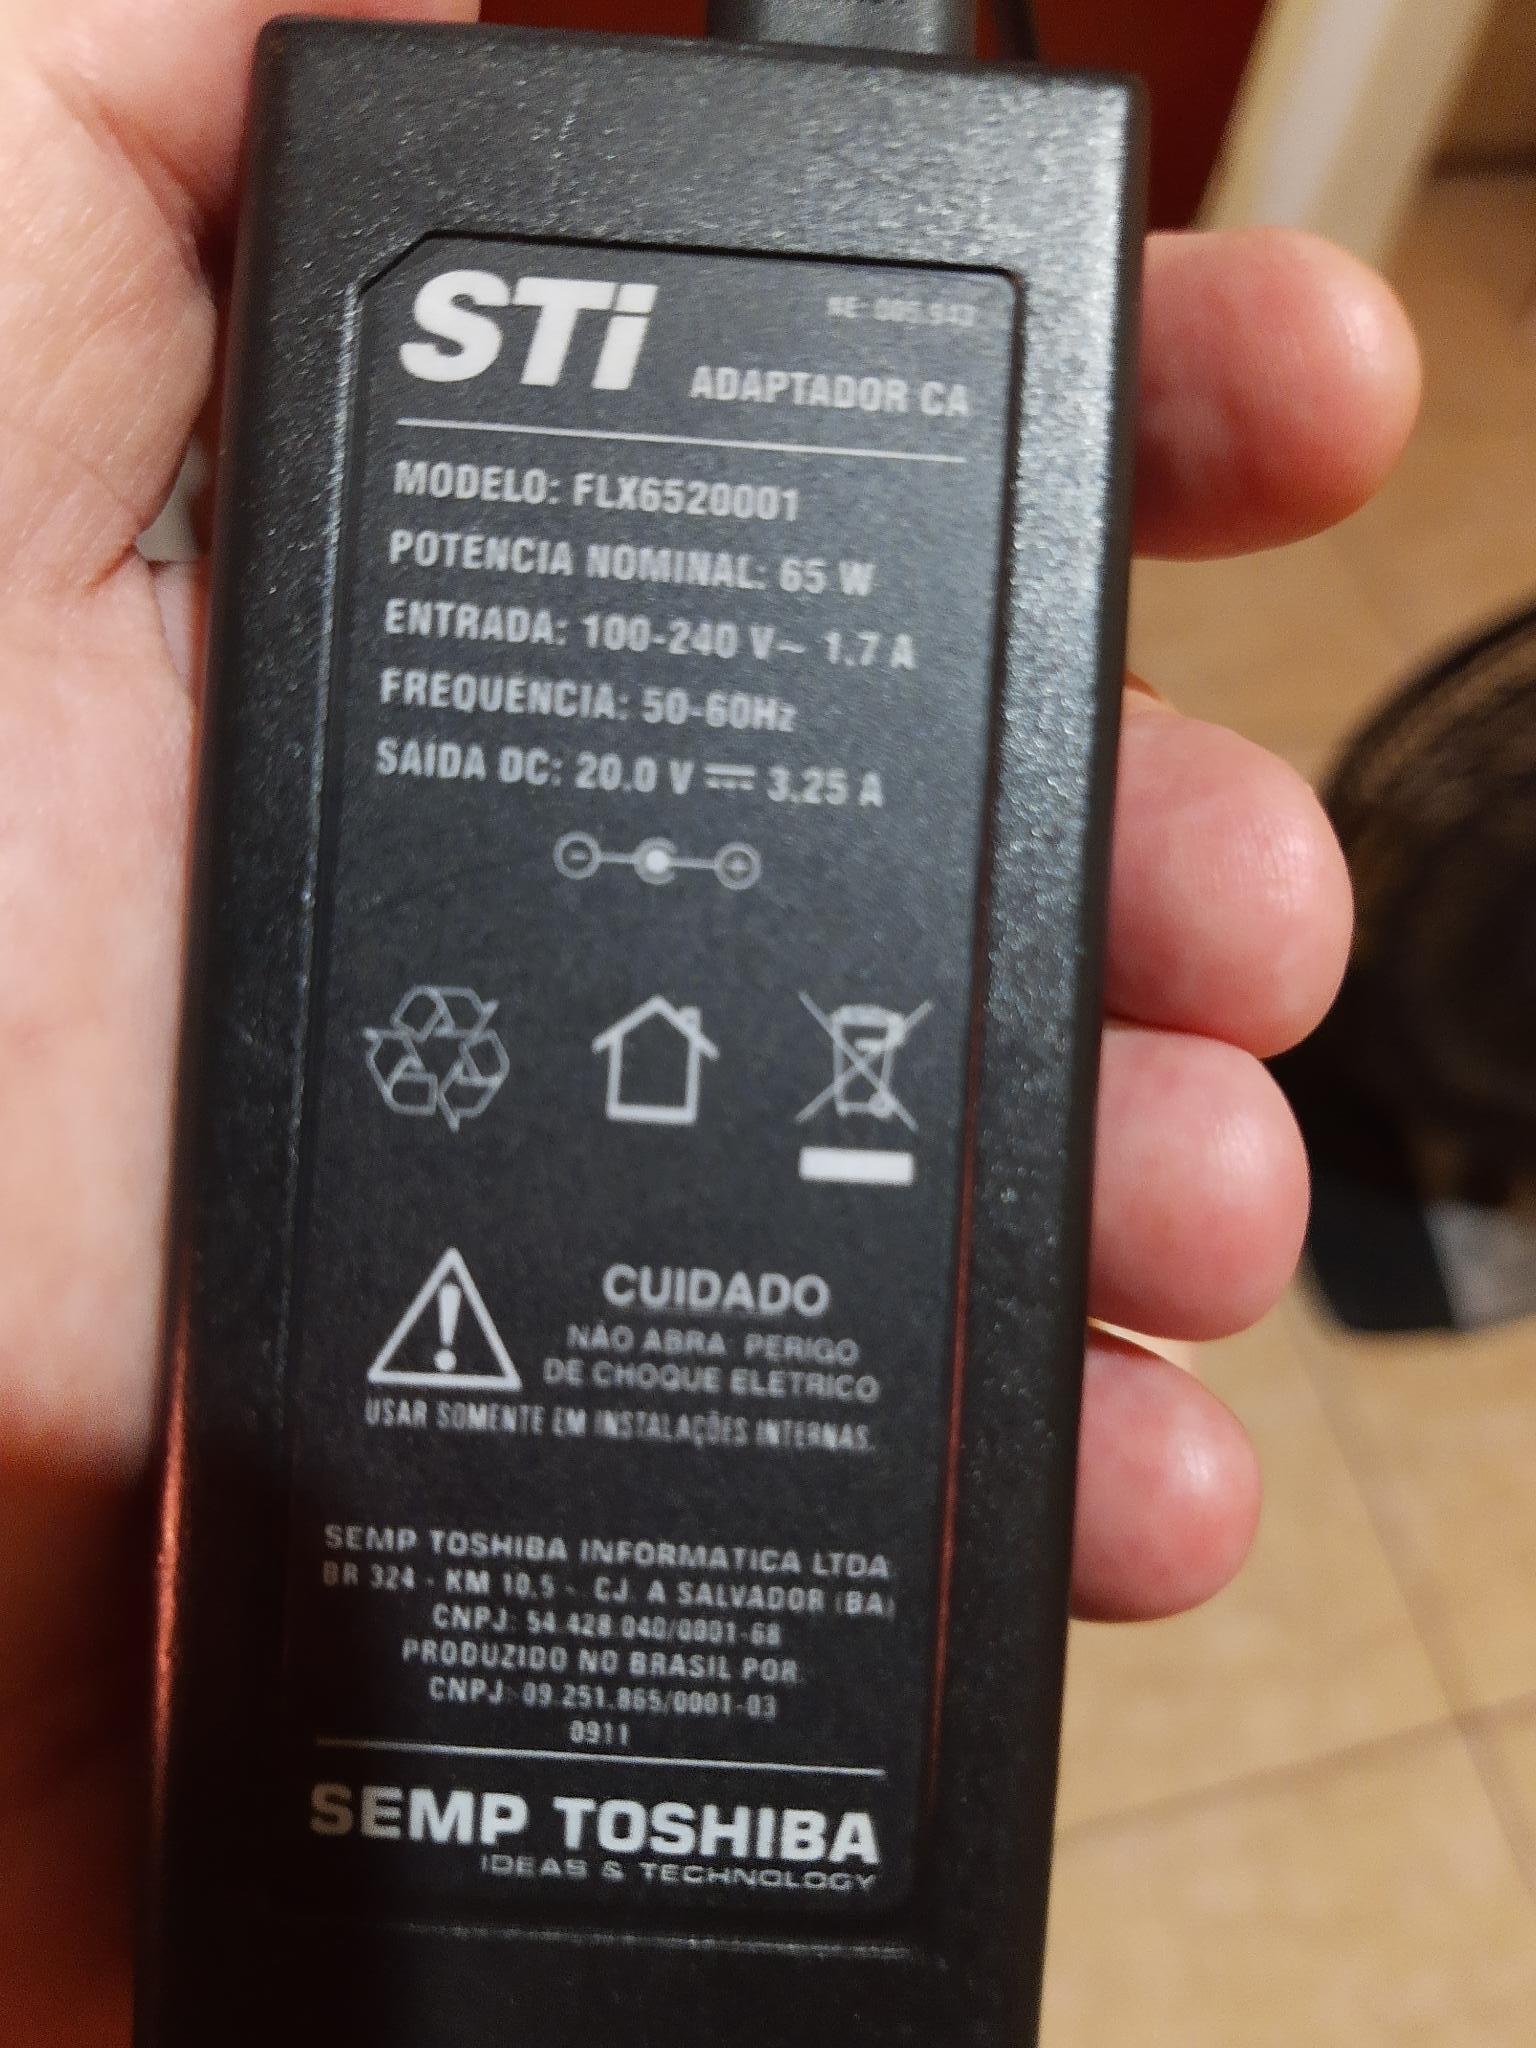 STi
ADAPTADOR CA
MODELO: FLX6520001
POTENCIA NOMINAL: 65 W
ENTRADA: 100-240 V~ 1.7 A
FREQUENCIA: 50-60Hz
SAIDA DC: 20.0 V ⎓ 3.25 A
CUIDADO
NÃO ABRA: PERIGO
DE CHOQUE ELETRICO
USAR SOMENTE EM INSTALAÇÕES INTERNAS.
SEMP TOSHIBA INFORMATICA LTDA
BR 324 - KM 10.5 - CJ. A SALVADOR (BA)
CNPJ: 54.428.040/0001-68
PRODUZIDO NO BRASIL POR:
CNPJ: 09.251.865/0001-03
0911
SEMP TOSHIBA
IDEAS & TECHNOLOGY